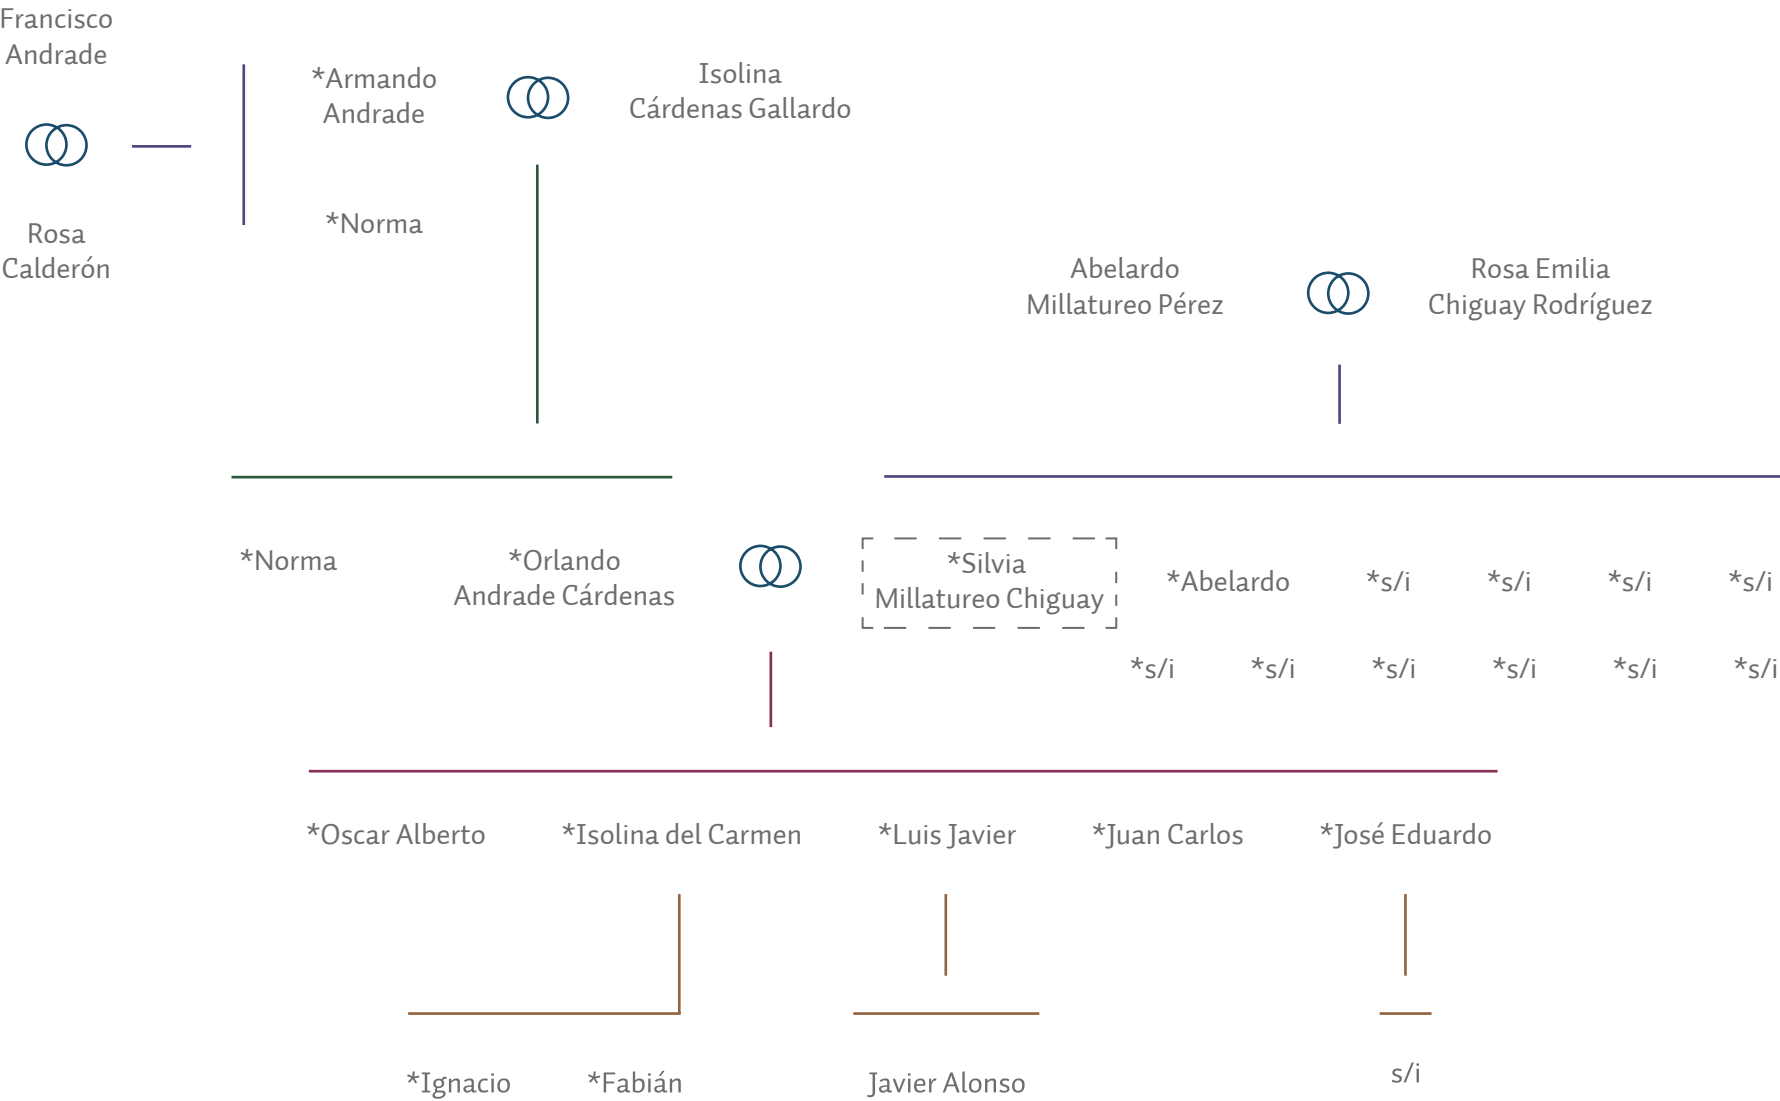 Francisco
Andrade
*Armando
Andrade
Isolina
Cárdenas Gallardo
*Norma
Rosa
Calderón
Abelardo
Millatureo Pérez
Rosa Emilia
Chiguay Rodríguez
*Norma
*Orlando
Andrade Cárdenas
*Silvia
Millatureo Chiguay
*Abelardo
*s/i
*s/i
*s/i
*s/i
*s/i
*s/i
*s/i
*s/i
*s/i
*s/i
*Oscar Alberto
*Isolina del Carmen
*Luis Javier
*Juan Carlos
*José Eduardo
*Ignacio
*Fabián
Javier Alonso
s/i